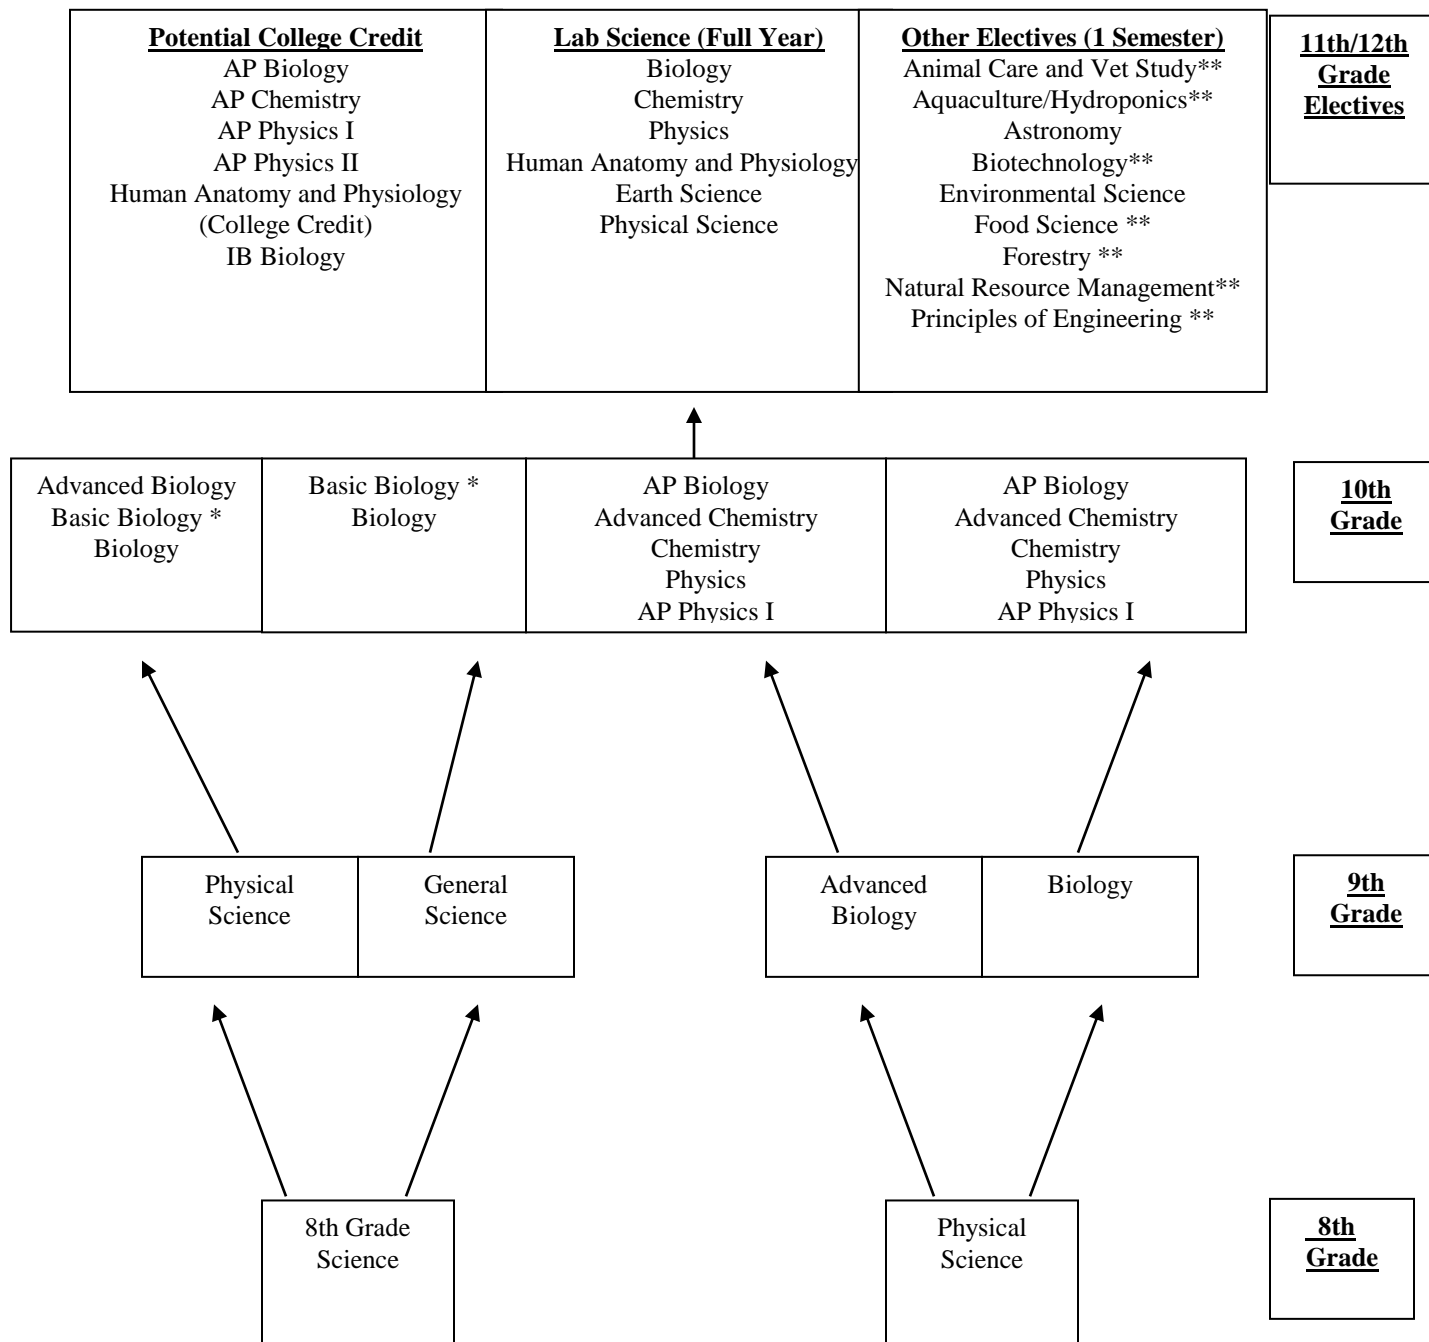 Potential College Credit
AP Biology
AP Chemistry
AP Physics I
AP Physics II
Human Anatomy and Physiology
(College Credit)
IB Biology
Lab Science (Full Year)
Biology
Chemistry
Physics
Human Anatomy and Physiology
Earth Science
Physical Science
Other Electives (1 Semester)
Animal Care and Vet Study**
Aquaculture/Hydroponics**
Astronomy
Biotechnology**
Environmental Science
Food Science **
Forestry **
Natural Resource Management**
Principles of Engineering **
11th/12th
Grade
Electives
Advanced Biology
Basic Biology *
Biology
Basic Biology *
Biology
AP Biology
Advanced Chemistry
Chemistry
Physics
AP Physics I
AP Biology
Advanced Chemistry
Chemistry
Physics
AP Physics I
10th
Grade
Physical
Science
General
Science
Advanced
Biology
Biology
9th
Grade
8th Grade
Science
Physical
Science
8th
Grade